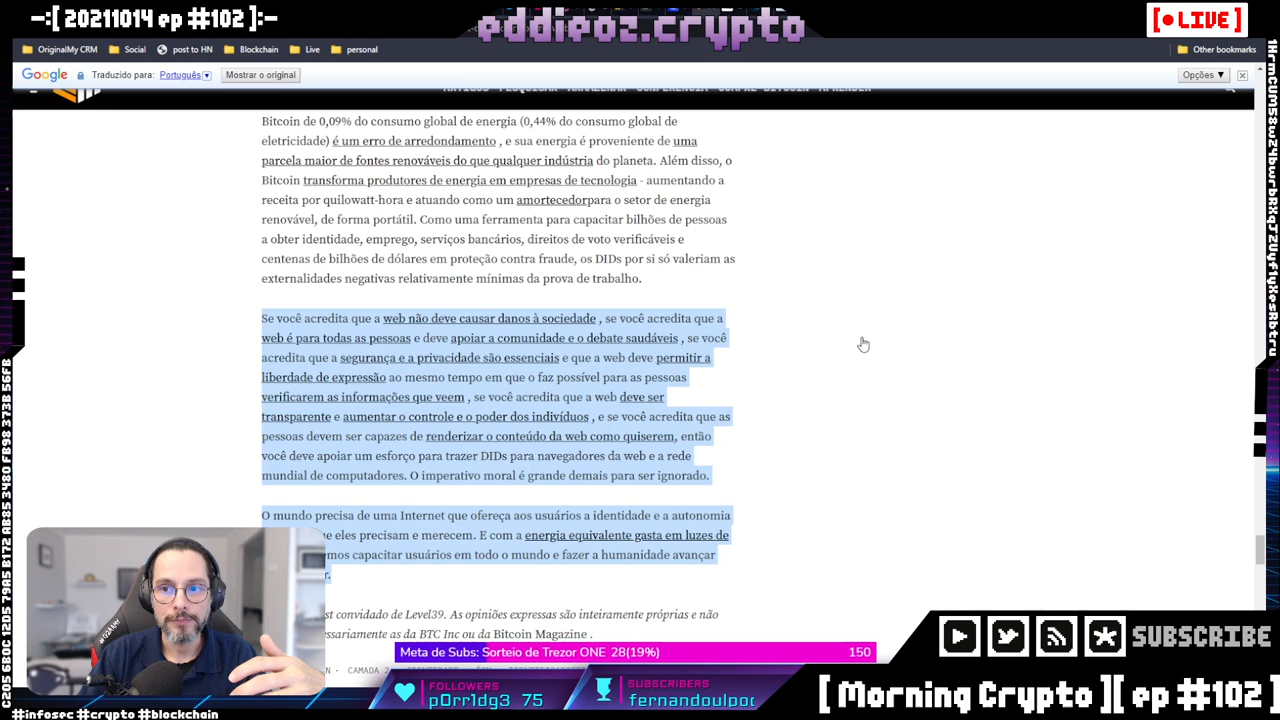 —:[ 20211014 ep #102 ]:—
eddieoz.crypto
[●LIVE]
OriginalMy CRM
Social
post to HN
Blockchain
Live
personal
Other bookmarks
Google
Traduzido para: Português
Mostrar o original
Opções ▼
Bitcoin de 0,09% do consumo global de energia (0,44% do consumo global de
eletricidade) é um erro de arredondamento , e sua energia é proveniente de uma
parcela maior de fontes renováveis do que qualquer indústria do planeta. Além disso, o
Bitcoin transforma produtores de energia em empresas de tecnologia - aumentando a
receita por quilowatt-hora e atuando como um amortecedorpara o setor de energia
renovável, de forma portátil. Como uma ferramenta para capacitar bilhões de pessoas
a obter identidade, emprego, serviços bancários, direitos de voto verificáveis e
centenas de bilhões de dólares em proteção contra fraude, os DIDs por si só valeriam as
externalidades negativas relativamente mínimas da prova de trabalho.
Se você acredita que a web não deve causar danos à sociedade , se você acredita que a
web é para todas as pessoas e deve apoiar a comunidade e o debate saudáveis , se você
acredita que a segurança e a privacidade são essenciais e que a web deve permitir a
liberdade de expressão ao mesmo tempo em que o faz possível para as pessoas
verificarem as informações que veem , se você acredita que a web deve ser
transparente e aumentar o controle e o poder dos indivíduos , e se você acredita que as
pessoas devem ser capazes de renderizar o conteúdo da web como quiserem, então
você deve apoiar um esforço para trazer DIDs para navegadores da web e a rede
mundial de computadores. O imperativo moral é grande demais para ser ignorado.
O mundo precisa de uma Internet que ofereça aos usuários a identidade e a autonomia
eles precisam e merecem. E com a energia equivalente gasta em luzes de
capacitar usuários em todo o mundo e fazer a humanidade avançar
convidado de Level39. As opiniões expressas são inteiramente próprias e não
as da BTC Inc ou da Bitcoin Magazine .
CAMADA 2
Meta de Subs: Sorteio de Trezor ONE 28(19%)
150
FOLLOWERS
p0rr1dg3 75
SUBSCRIBERS
fernandoulpoc
SUBSCRIBE
[ Morning Crypto ][ ep #102 ]
#infosec #crypto #blockchain